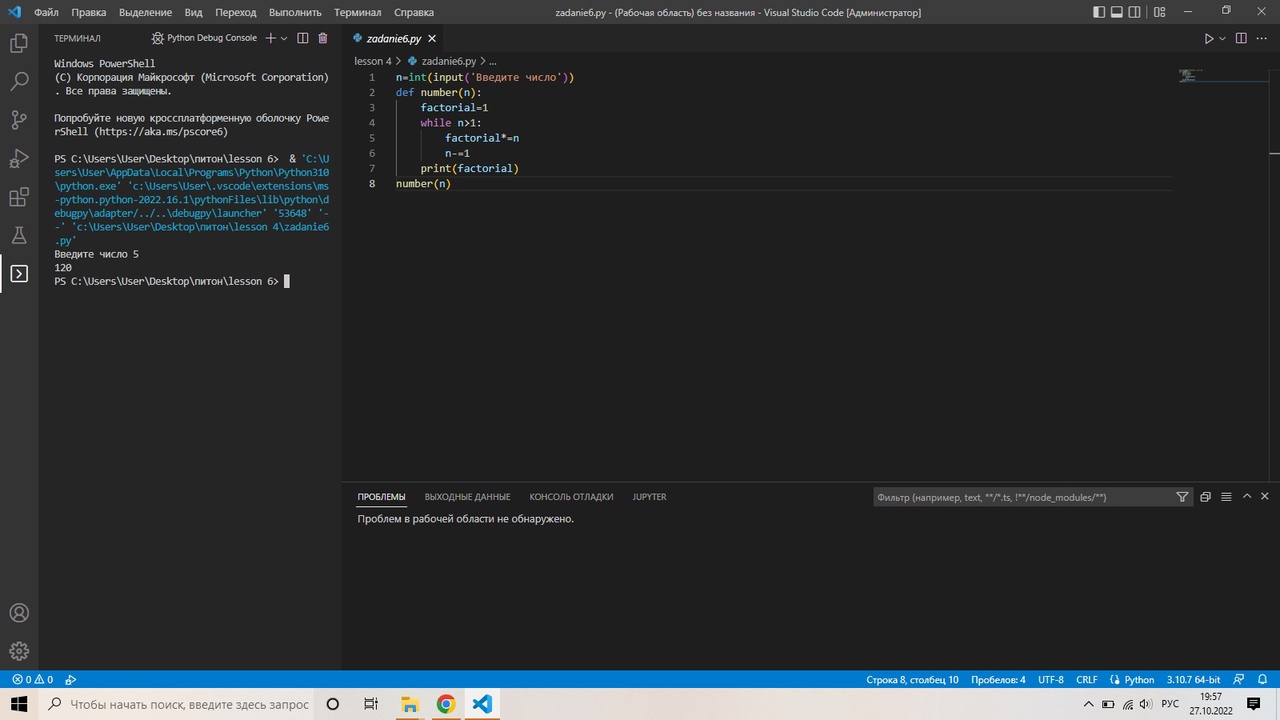 Файл Правка Выделение Вид Переход Выполнить Терминал Справка
zadanie6.py - (Рабочая область) без названия - Visual Studio Code [Администратор]
ТЕРМИНАЛ
Python Debug Console
Windows PowerShell
(C) Корпорация Майкрософт (Microsoft Corporation)
. Все права защищены.
Попробуйте новую кроссплатформенную оболочку Powe
rShell (https://aka.ms/pscore6)
PS C:\Users\User\Desktop\питон\lesson 6>  & 'C:\U
sers\User\AppData\Local\Programs\Python\Python310
\python.exe' 'c:\Users\User\.vscode\extensions\ms
-python.python-2022.16.1\pythonFiles\lib\python\d
ebugpy\adapter/../..\debugpy\launcher' '53648' '-
-' 'c:\Users\User\Desktop\питон\lesson 4\zadanie6
.py'
Введите число 5
120
PS C:\Users\User\Desktop\питон\lesson 6>
zadanie6.py
lesson 4 > zadanie6.py > ...
1 n=int(input('Введите число'))
2 def number(n):
3     factorial=1
4     while n>1:
5         factorial*=n
6         n-=1
7     print(factorial)
8 number(n)
ПРОБЛЕМЫ ВЫХОДНЫЕ ДАННЫЕ КОНСОЛЬ ОТЛАДКИ JUPYTER
Фильтр (например, text, **/*.ts, !**/node_modules/**)
Проблем в рабочей области не обнаружено.
0 0
Строка 8, столбец 10 Пробелов: 4 UTF-8 CRLF Python 3.10.7 64-bit
Чтобы начать поиск, введите здесь запрос
РУС
19:57
27.10.2022